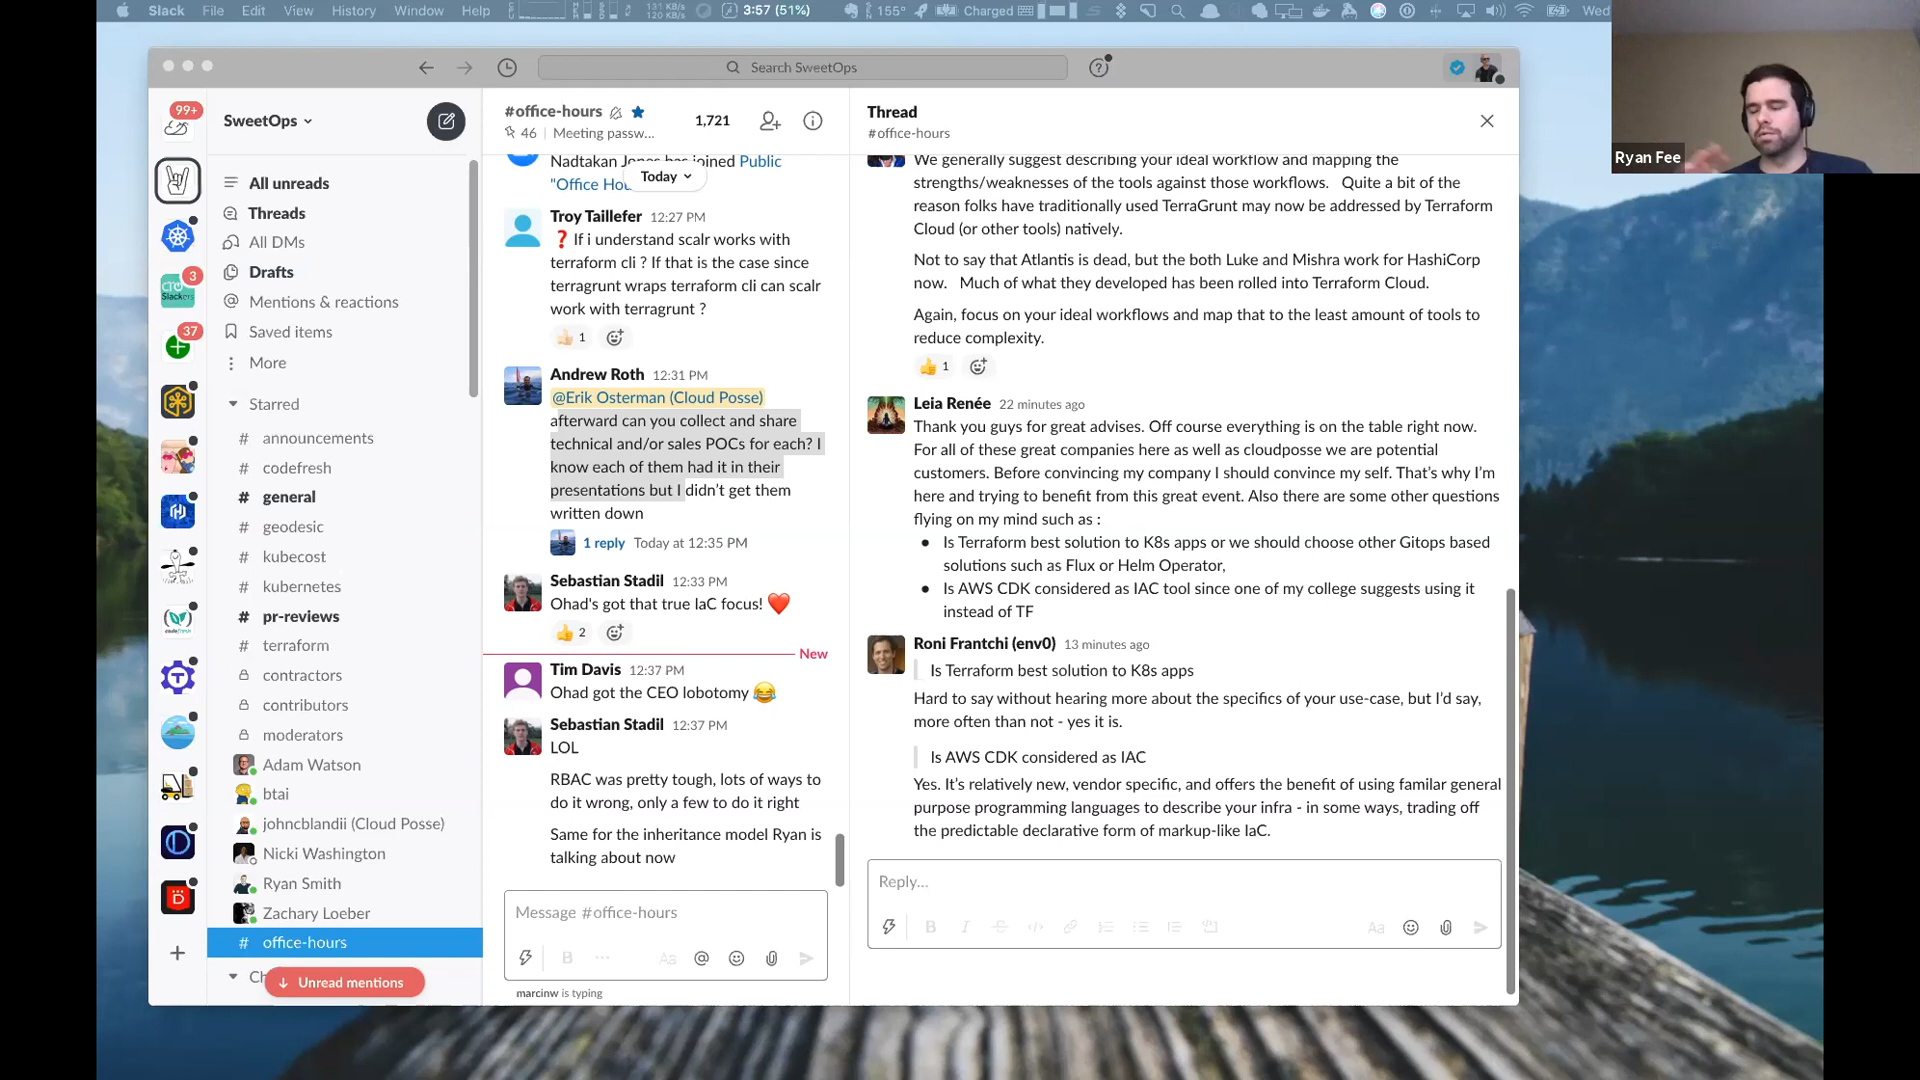 Slack File Edit View History Window Help
131 KB/s
120 KB/s
3:57 (51%)
155°
Charged
Wed
Search SweetOps
Ryan Fee
99+
3
37
SweetOps
All unreads
Threads
All DMs
Drafts
Mentions & reactions
Saved items
More
Starred
# announcements
# codefresh
# general
# geodesic
# kubecost
# kubernetes
# pr-reviews
# terraform
contractors
contributors
moderators
Adam Watson
btai
johncblandii (Cloud Posse)
Nicki Washington
Ryan Smith
Zachary Loeber
# office-hours
Unread mentions
#office-hours
46 | Meeting passw...
1,721
Nadtakan Jones has joined Public
"Office Hou
Today
Troy Taillefer 12:27 PM
❓ If i understand scalr works with
terraform cli ? If that is the case since
terragrunt wraps terraform cli can scalr
work with terragrunt ?
1
Andrew Roth 12:31 PM
@Erik Osterman (Cloud Posse)
afterward can you collect and share
technical and/or sales POCs for each? I
know each of them had it in their
presentations but I didn't get them
written down
1 reply Today at 12:35 PM
Sebastian Stadil 12:33 PM
Ohad's got that true IaC focus! ❤️
👍 2
New
Tim Davis 12:37 PM
Ohad got the CEO lobotomy 😂
Sebastian Stadil 12:37 PM
LOL
RBAC was pretty tough, lots of ways to
do it wrong, only a few to do it right
Same for the inheritance model Ryan is
talking about now
Message #office-hours
Aa
marcinw is typing
Thread
#office-hours
We generally suggest describing your ideal workflow and mapping the
strengths/weaknesses of the tools against those workflows. Quite a bit of the
reason folks have traditionally used TerraGrunt may now be addressed by Terraform
Cloud (or other tools) natively.
Not to say that Atlantis is dead, but the both Luke and Mishra work for HashiCorp
now. Much of what they developed has been rolled into Terraform Cloud.
Again, focus on your ideal workflows and map that to the least amount of tools to
reduce complexity.
👍 1
Leia Renée 22 minutes ago
Thank you guys for great advises. Off course everything is on the table right now.
For all of these great companies here as well as cloudposse we are potential
customers. Before convincing my company I should convince my self. That's why I'm
here and trying to benefit from this great event. Also there are some other questions
flying on my mind such as :
• Is Terraform best solution to K8s apps or we should choose other Gitops based
solutions such as Flux or Helm Operator,
• Is AWS CDK considered as IAC tool since one of my college suggests using it
instead of TF
Roni Frantchi (env0) 13 minutes ago
Is Terraform best solution to K8s apps
Hard to say without hearing more about the specifics of your use-case, but I'd say,
more often than not - yes it is.
Is AWS CDK considered as IAC
Yes. It's relatively new, vendor specific, and offers the benefit of using familar general
purpose programming languages to describe your infra - in some ways, trading off
the predictable declarative form of markup-like IaC.
Reply...
Aa